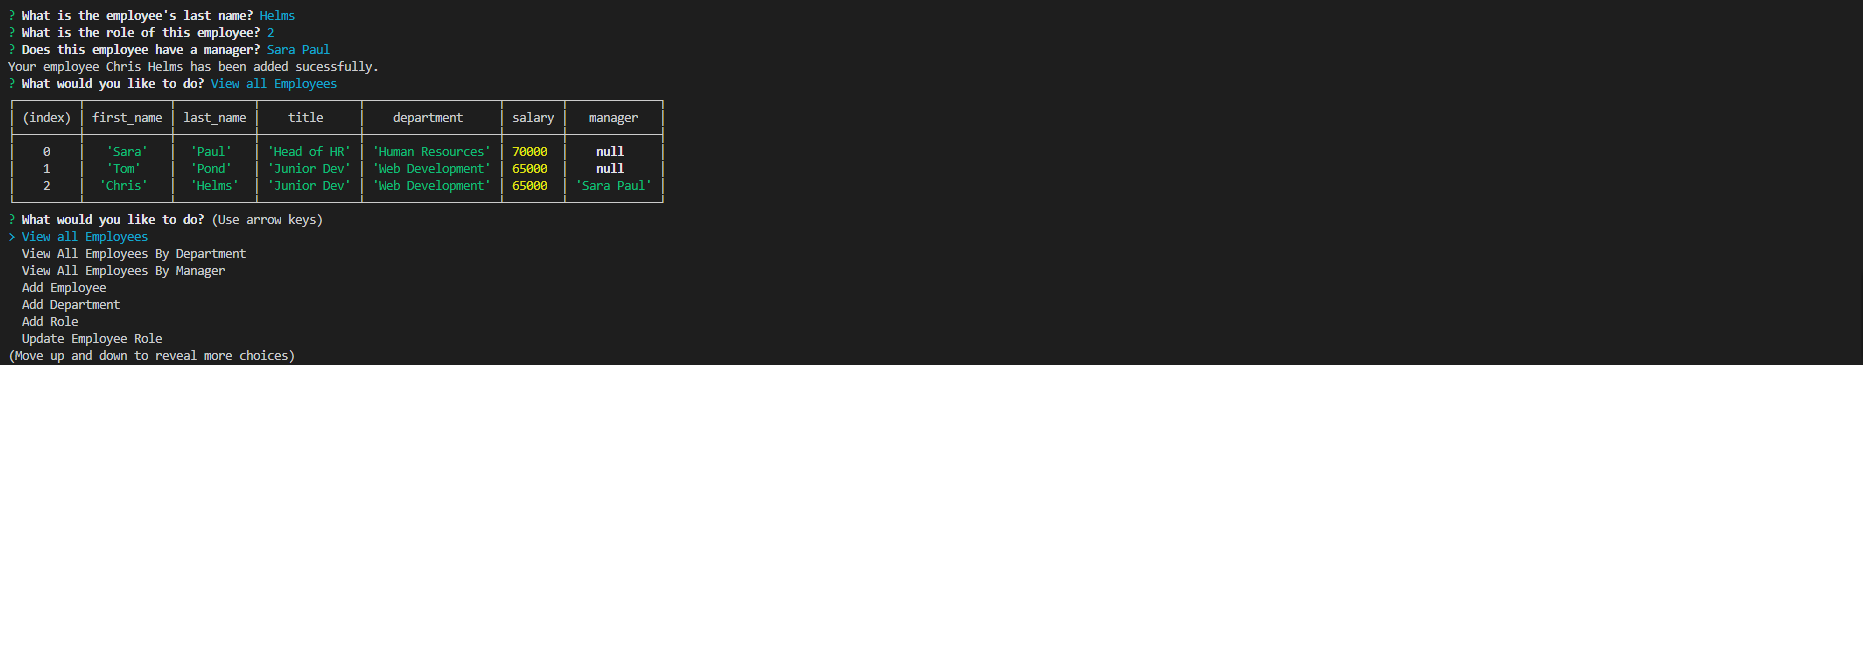 ? What is the employee's last name? Helms
? What is the role of this employee? 2
? Does this employee have a manager? Sara Paul
Your employee Chris Helms has been added sucessfully.
? What would you like to do? View all Employees
(index) first_name last_name title department salary manager
0 'Sara' 'Paul' 'Head of HR' 'Human Resources' 70000 null
1 'Tom' 'Pond' 'Junior Dev' 'Web Development' 65000 null
2 'Chris' 'Helms' 'Junior Dev' 'Web Development' 65000 'Sara Paul'
? What would you like to do? (Use arrow keys)
> View all Employees
View All Employees By Department
View All Employees By Manager
Add Employee
Add Department
Add Role
Update Employee Role
(Move up and down to reveal more choices)